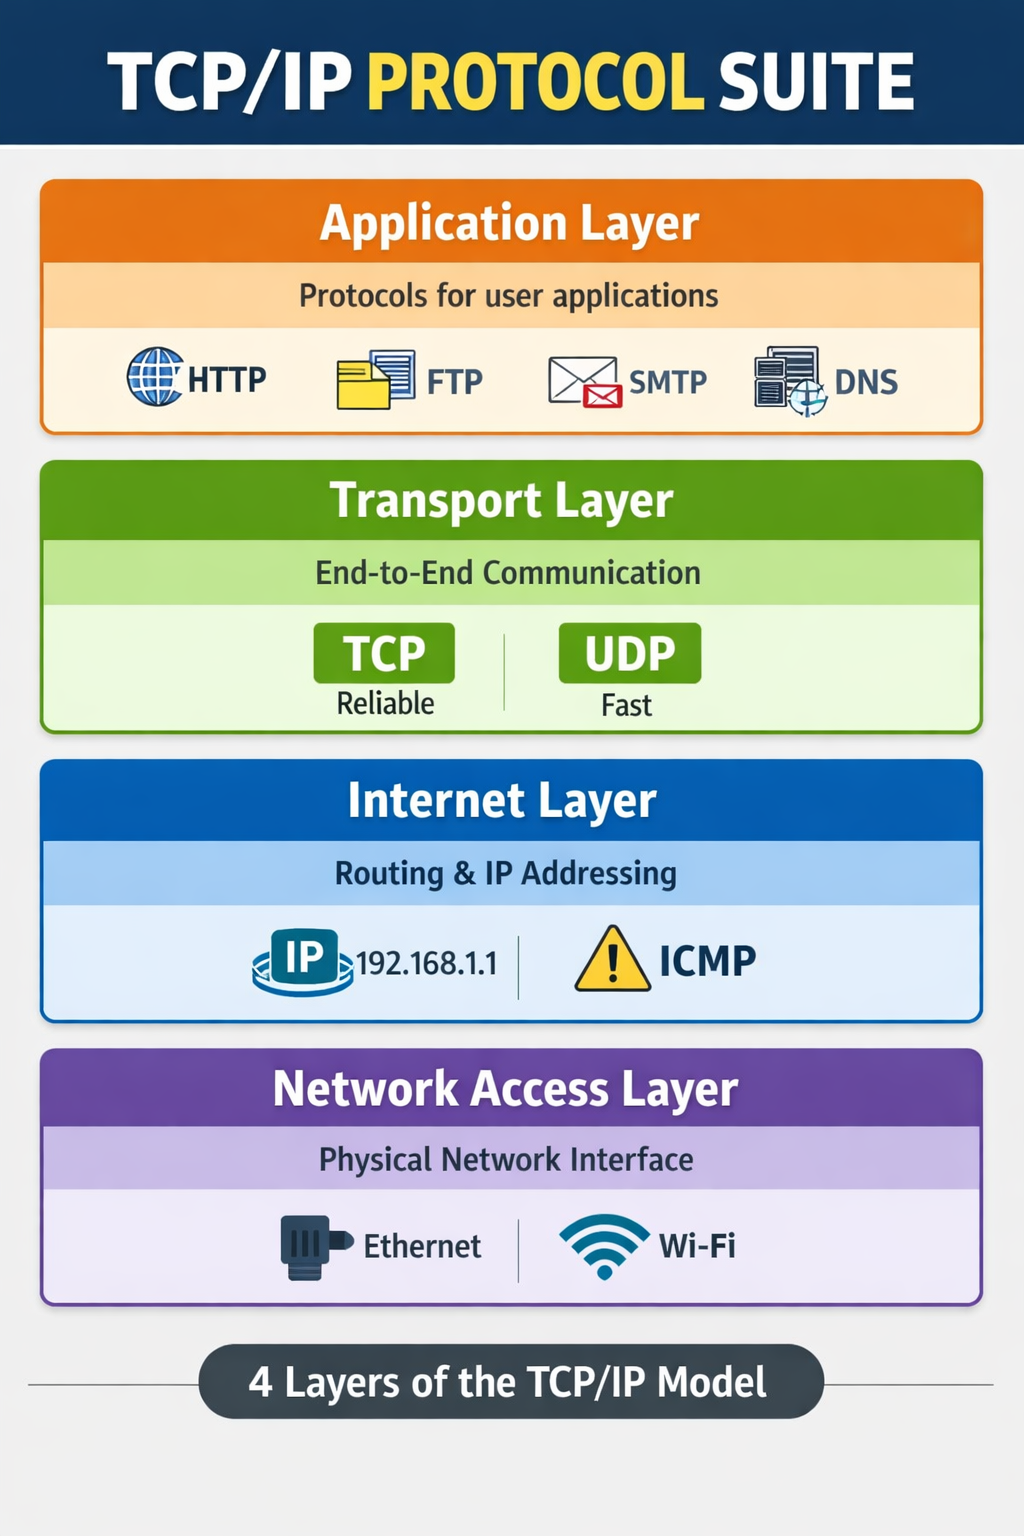 TCP/IP PROTOCOL SUITE
Application Layer
Protocols for user applications
HTTP FTP SMTP DNS
Transport Layer
End-to-End Communication
TCP UDP
Reliable Fast
Internet Layer
Routing & IP Addressing
IP 192.168.1.1 ! ICMP
Network Access Layer
Physical Network Interface
Ethernet Wi-Fi
4 Layers of the TCP/IP Model